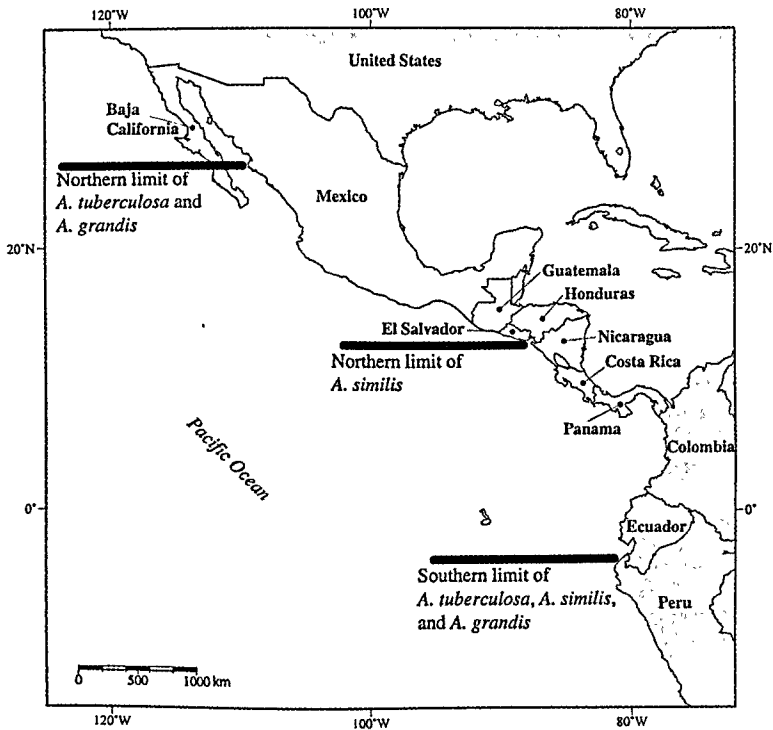 120°W
100°W
80°W
United States
Baja
California
Northern limit of
A. tuberculosa and
A. grandis
Mexico
20°N
20°N
Guatemala
Honduras
El Salvador
Nicaragua
Northern limit of
A. similis
Costa Rica
Panama
Pacific Ocean
Colombia
0°
0°
Ecuador
Southern limit of
A. tuberculosa, A. similis,
and A. grandis
Peru
0 500 1000 km
120°W
100°W
80°W